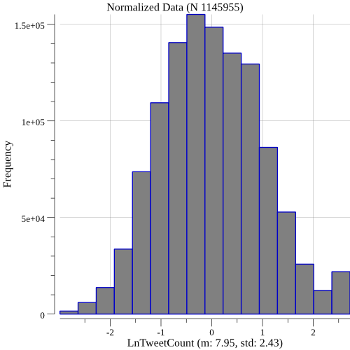 Normalized Data (N 1145955)
1.5e+05
1e+05
5e+04
0
Frequency
-2 -1 0 1 2
LnTweetCount (m: 7.95, std: 2.43)